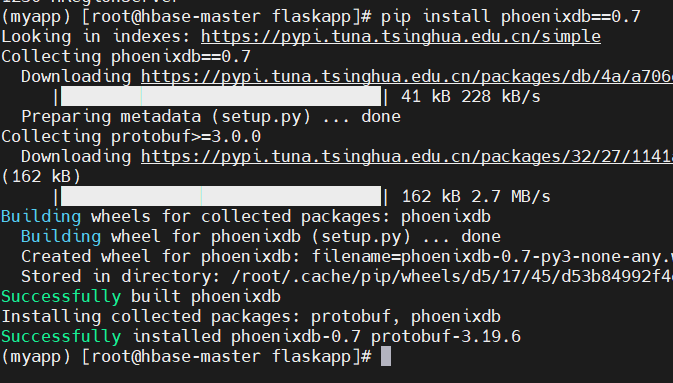 (myapp) [root@hbase-master flaskapp]# pip install phoenixdb==0.7
Looking in indexes: https://pypi.tuna.tsinghua.edu.cn/simple
Collecting phoenixdb==0.7
Downloading https://pypi.tuna.tsinghua.edu.cn/packages/db/4a/a706
| | 41 kB 228 kB/s
Preparing metadata (setup.py) ... done
Collecting protobuf>=3.0.0
Downloading https://pypi.tuna.tsinghua.edu.cn/packages/32/27/1141
(162 kB)
| | 162 kB 2.7 MB/s
Building wheels for collected packages: phoenixdb
Building wheel for phoenixdb (setup.py) ... done
Created wheel for phoenixdb: filename=phoenixdb-0.7-py3-none-any.
Stored in directory: /root/.cache/pip/wheels/d5/17/45/d53b84992f4
Successfully built phoenixdb
Installing collected packages: protobuf, phoenixdb
Successfully installed phoenixdb-0.7 protobuf-3.19.6
(myapp) [root@hbase-master flaskapp]#